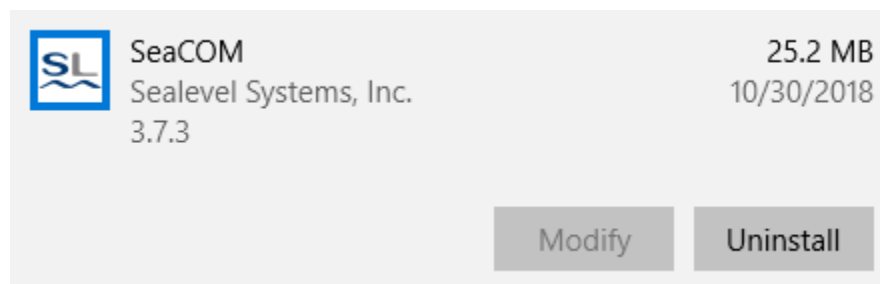 SL
SeaCOM 25.2 MB
Sealevel Systems, Inc. 10/30/2018
3.7.3
Modify Uninstall